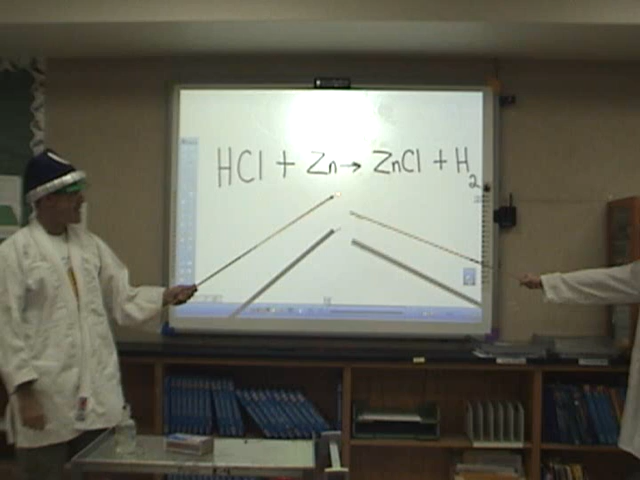 HCl + Zn → ZnCl + H2